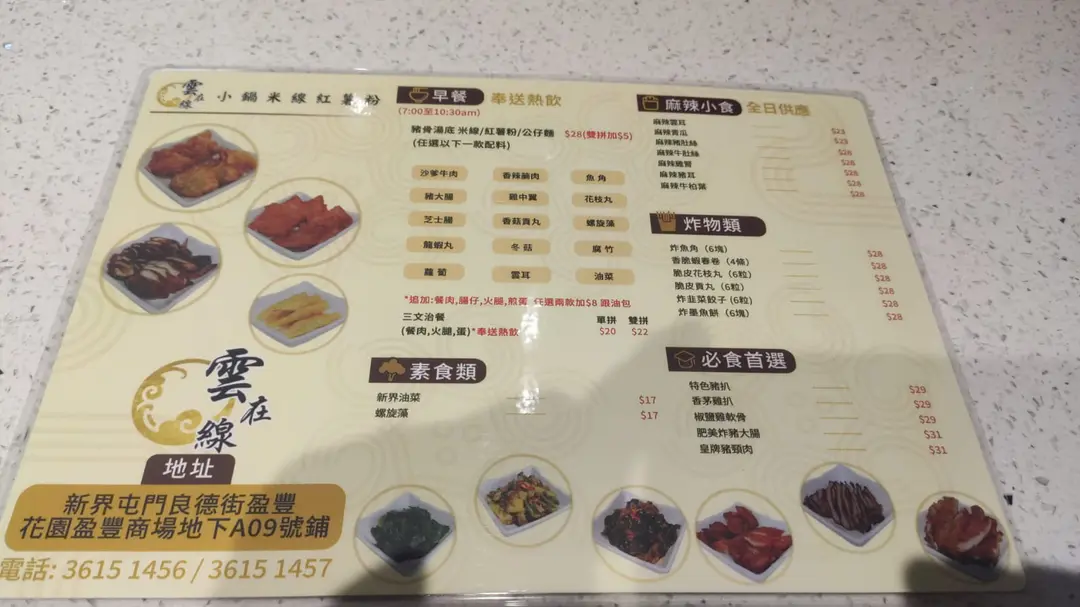 雲在線
小鍋米線紅薯粉
雲在線
地址
新界屯門良德街盈豐
花園盈豐商場地下A09號鋪
電話: 3615 1456 / 3615 1457
早餐 奉送熱飲
(7:00至10:30am)
豬骨湯底 米線/紅薯粉/公仔麵 $28(雙拼加$5)
(任選以下一款配料)
沙爹牛肉 香辣腩肉 魚角
豬大腸 雞中翼 花枝丸
芝士腸 香菇貢丸 螺旋藻
龍蝦丸 冬菇 腐竹
蘿蔔 雲耳 油菜
*追加:餐肉,腸仔,火腿,煎蛋 任選兩款加$8 跟油包
三文治餐 單拼 雙拼
(餐肉,火腿,蛋)*奉送熱飲 $20 $22
素食類
新界油菜 $17
螺旋藻 $17
麻辣小食 全日供應
麻辣雲耳 $23
麻辣青瓜 $23
麻辣豬肚絲 $28
麻辣牛肚絲 $28
麻辣雞腎 $28
麻辣豬耳 $28
麻辣牛柏葉 $28
炸物類
炸魚角（6塊） $28
香脆蝦春卷（4條） $28
脆皮花枝丸（6粒） $28
脆皮貢丸（6粒） $28
炸韭菜餃子（6粒） $28
炸墨魚餅（6塊） $28
必食首選
特色豬扒 $29
香茅雞扒 $29
椒鹽雞軟骨 $29
肥美炸豬大腸 $31
皇牌豬頸肉 $31